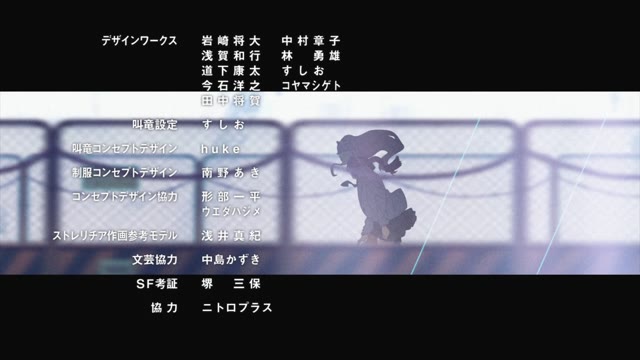 デザインワークス 岩崎将大 中村章子
浅賀和行 林 勇雄
道下康太 すしお
今石洋之 コヤマシゲト
田中将賀
叫竜設定 すしお
叫竜コンセプトデザイン huke
制服コンセプトデザイン 南野あき
コンセプトデザイン協力 形部一平
ウエダハジメ
ストレリチア作画参考モデル 浅井真紀
文芸協力 中島かずき
SF考証 堺 三保
協力 ニトロプラス